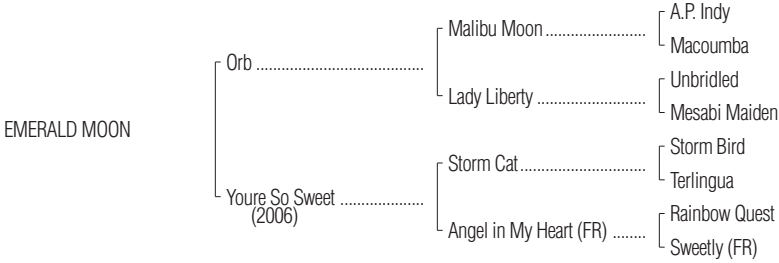 A.P. Indy
Malibu Moon ........................
Macoumba
Orb ........................................
Unbridled
Lady Liberty ..........................
Mesabi Maiden
EMERALD MOON
Storm Bird
Storm Cat..............................
Terlingua
Youre So Sweet ....................
(2006)
Rainbow Quest
Angel in My Heart (FR) ........
Sweetly (FR)